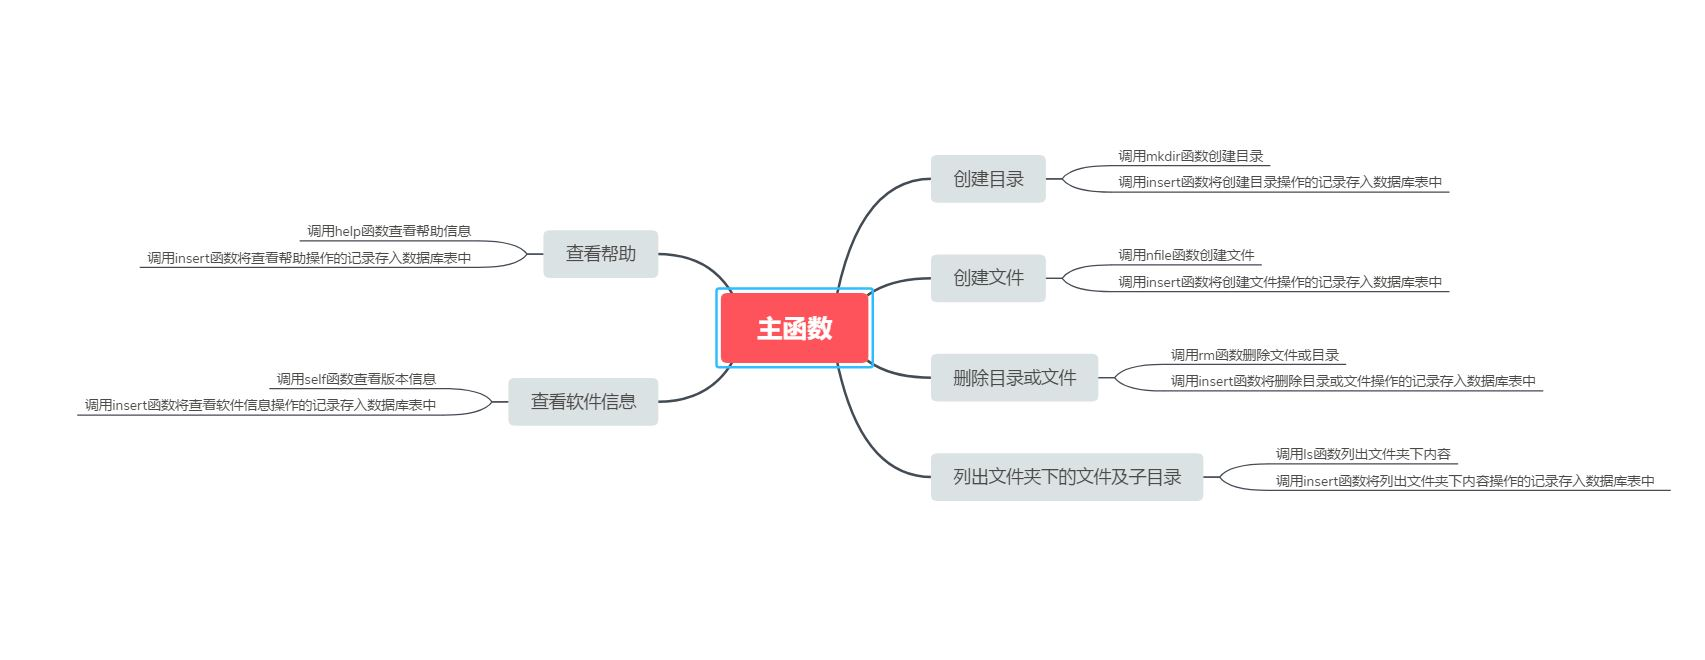 主函数
创建目录
调用mkdir函数创建目录
调用insert函数将创建目录操作的记录存入数据库表中
创建文件
调用nfile函数创建文件
调用insert函数将创建文件操作的记录存入数据库表中
删除目录或文件
调用rm函数删除文件或目录
调用insert函数将删除目录或文件操作的记录存入数据库表中
列出文件夹下的文件及子目录
调用ls函数列出文件夹下内容
调用insert函数将列出文件夹下内容操作的记录存入数据库表中
查看帮助
调用help函数查看帮助信息
调用insert函数将查看帮助操作的记录存入数据库表中
查看软件信息
调用self函数查看版本信息
调用insert函数将查看软件信息操作的记录存入数据库表中